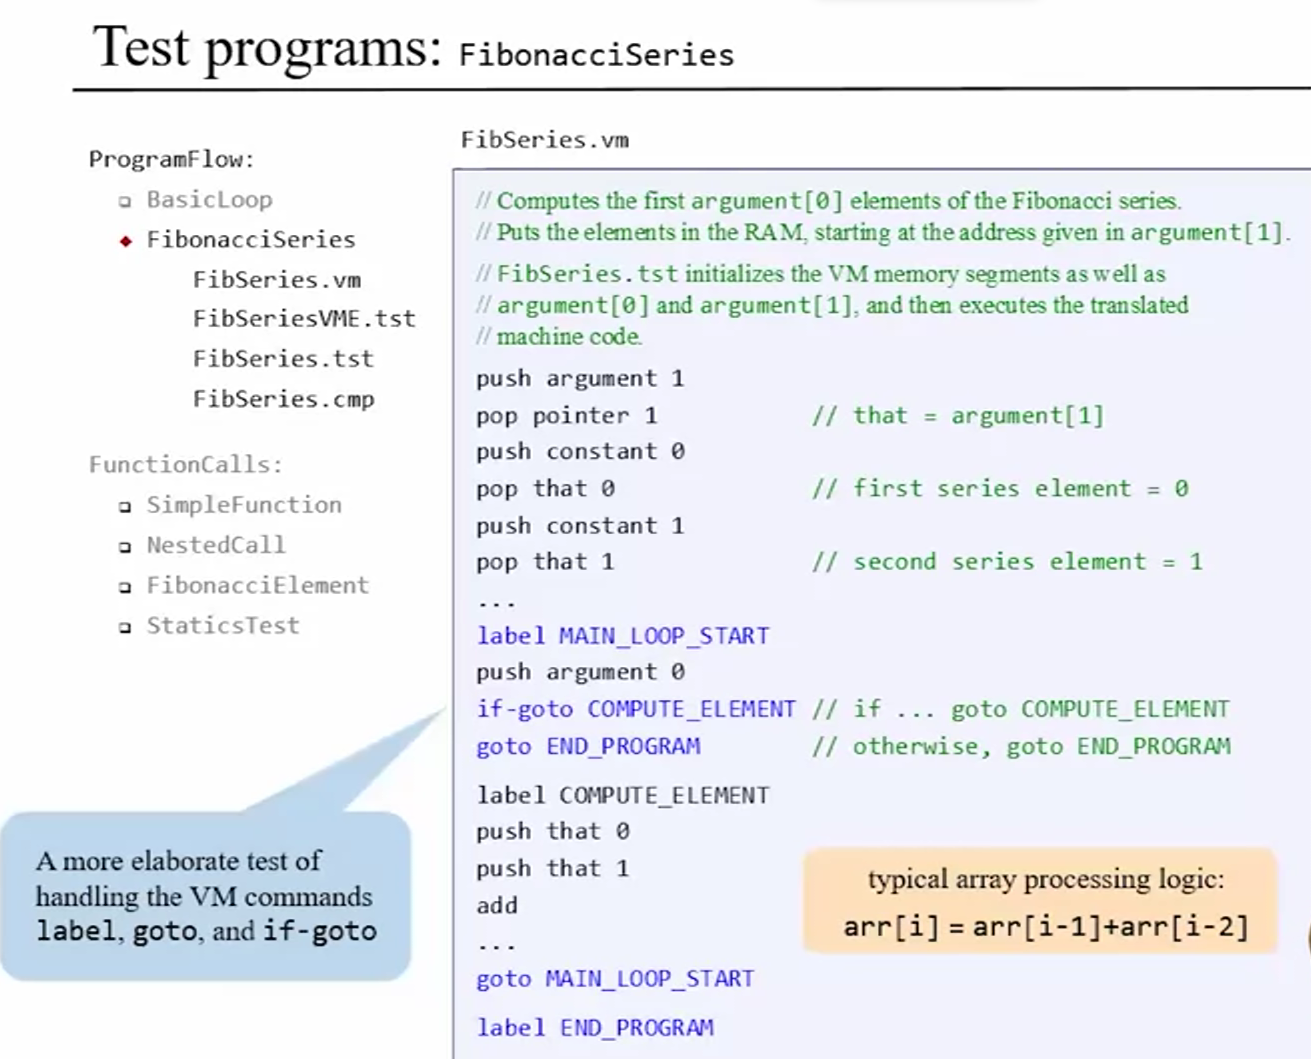 Test programs: FibonacciSeries
ProgramFlow:
BasicLoop
FibonacciSeries
FibSeries.vm
FibSeriesVME.tst
FibSeries.tst
FibSeries.cmp
FunctionCalls:
SimpleFunction
NestedCall
FibonacciElement
StaticsTest
A more elaborate test of
handling the VM commands
label, goto, and if-goto
FibSeries.vm
// Computes the first argument[0] elements of the Fibonacci series.
// Puts the elements in the RAM, starting at the address given in argument[1].
// FibSeries.tst initializes the VM memory segments as well as
// argument[0] and argument[1], and then executes the translated
// machine code.
push argument 1
pop pointer 1 // that = argument[1]
push constant 0
pop that 0 // first series element = 0
push constant 1
pop that 1 // second series element = 1
...
label MAIN_LOOP_START
push argument 0
if-goto COMPUTE_ELEMENT // if ... goto COMPUTE_ELEMENT
goto END_PROGRAM // otherwise, goto END_PROGRAM
label COMPUTE_ELEMENT
push that 0
push that 1
add
...
goto MAIN_LOOP_START
label END_PROGRAM
typical array processing logic:
arr[i] = arr[i-1]+arr[i-2]